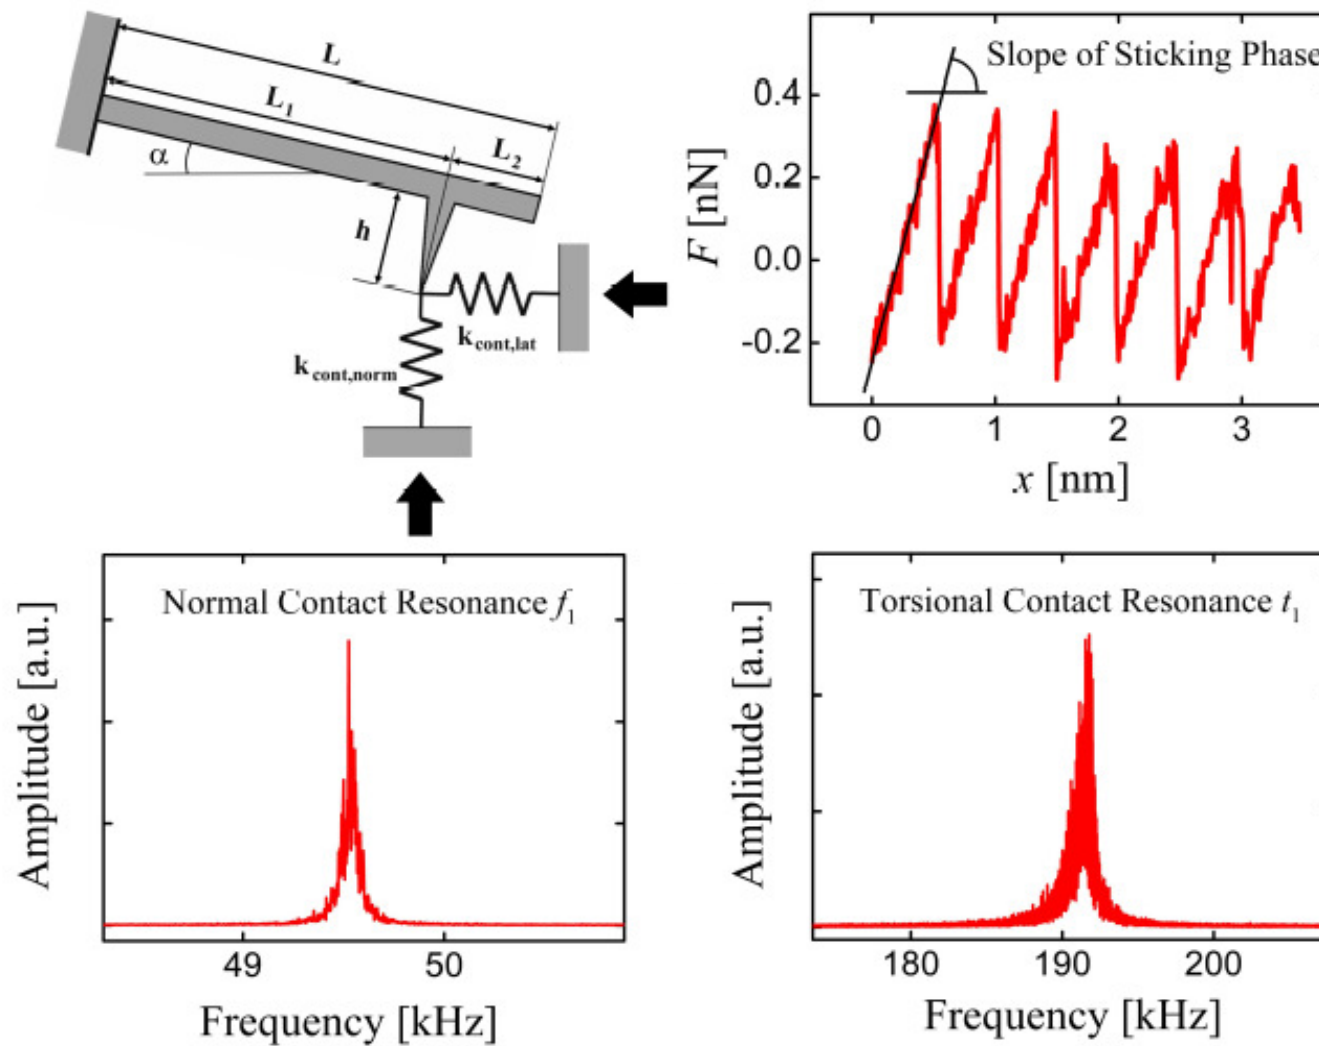 L
L1
L2
α
h
kcont,lat
kcont,norm
Slope of Sticking Phase
F [nN]
0.4
0.2
0.0
-0.2
0 1 2 3
x [nm]
Normal Contact Resonance f1
Amplitude [a.u.]
49 50
Frequency [kHz]
Torsional Contact Resonance t1
Amplitude [a.u.]
180 190 200
Frequency [kHz]